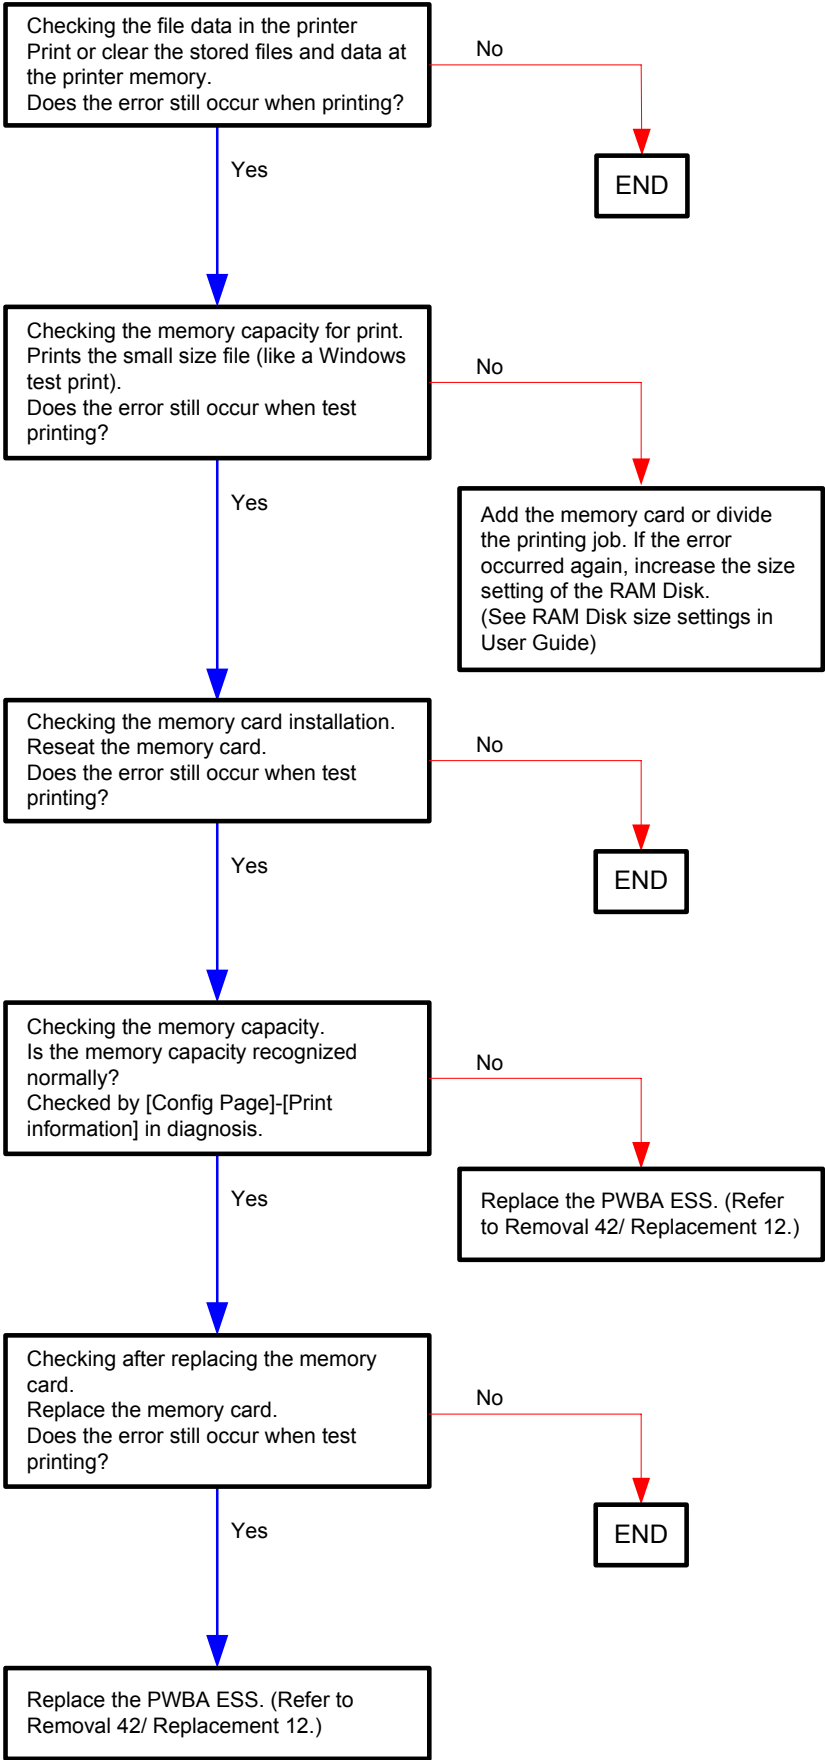 Checking the file data in the printer
Print or clear the stored files and data at
the printer memory.
Does the error still occur when printing?
No
Yes
END
Checking the memory capacity for print.
Prints the small size file (like a Windows
test print).
Does the error still occur when test
printing?
No
Yes
Add the memory card or divide
the printing job. If the error
occurred again, increase the size
setting of the RAM Disk.
(See RAM Disk size settings in
User Guide)
Checking the memory card installation.
Reseat the memory card.
Does the error still occur when test
printing?
No
Yes
END
Checking the memory capacity.
Is the memory capacity recognized
normally?
Checked by [Config Page]-[Print
information] in diagnosis.
No
Yes
Replace the PWBA ESS. (Refer
to Removal 42/ Replacement 12.)
Checking after replacing the memory
card.
Replace the memory card.
Does the error still occur when test
printing?
No
Yes
END
Replace the PWBA ESS. (Refer to
Removal 42/ Replacement 12.)